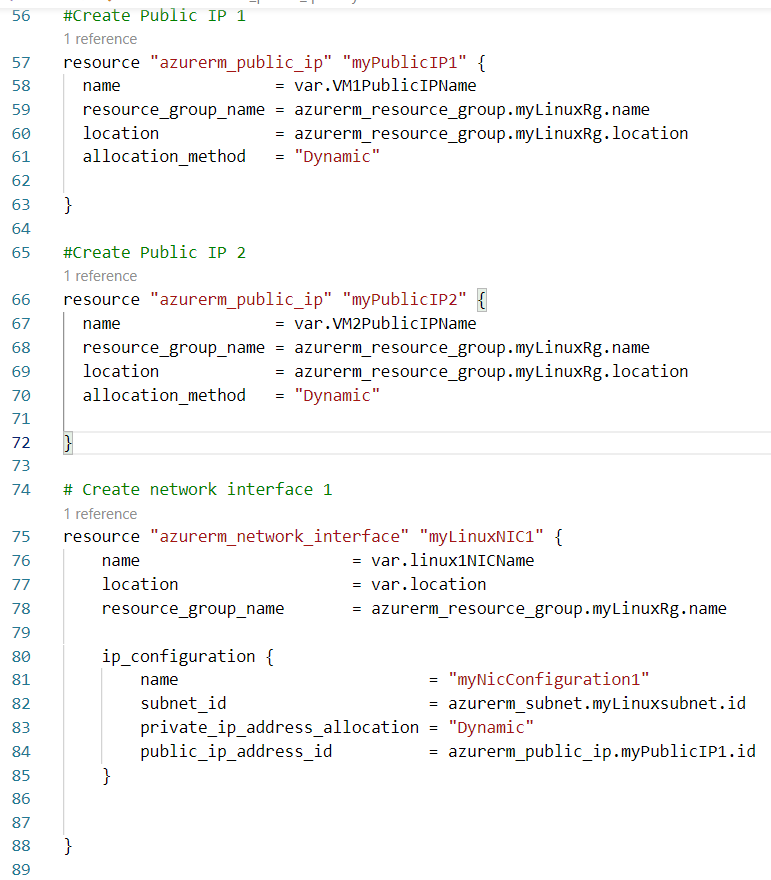 56 #Create Public IP 1
1 reference
57 resource "azurerm_public_ip" "myPublicIP1" {
58 name = var.VM1PublicIPName
59 resource_group_name = azurerm_resource_group.myLinuxRg.name
60 location = azurerm_resource_group.myLinuxRg.location
61 allocation_method = "Dynamic"
62
63 }
64
65 #Create Public IP 2
1 reference
66 resource "azurerm_public_ip" "myPublicIP2" {
67 name = var.VM2PublicIPName
68 resource_group_name = azurerm_resource_group.myLinuxRg.name
69 location = azurerm_resource_group.myLinuxRg.location
70 allocation_method = "Dynamic"
71
72 }
73
74 # Create network interface 1
1 reference
75 resource "azurerm_network_interface" "myLinuxNIC1" {
76 name = var.linux1NICName
77 location = var.location
78 resource_group_name = azurerm_resource_group.myLinuxRg.name
79
80 ip_configuration {
81 name = "myNicConfiguration1"
82 subnet_id = azurerm_subnet.myLinuxsubnet.id
83 private_ip_address_allocation = "Dynamic"
84 public_ip_address_id = azurerm_public_ip.myPublicIP1.id
85 }
86
87
88 }
89